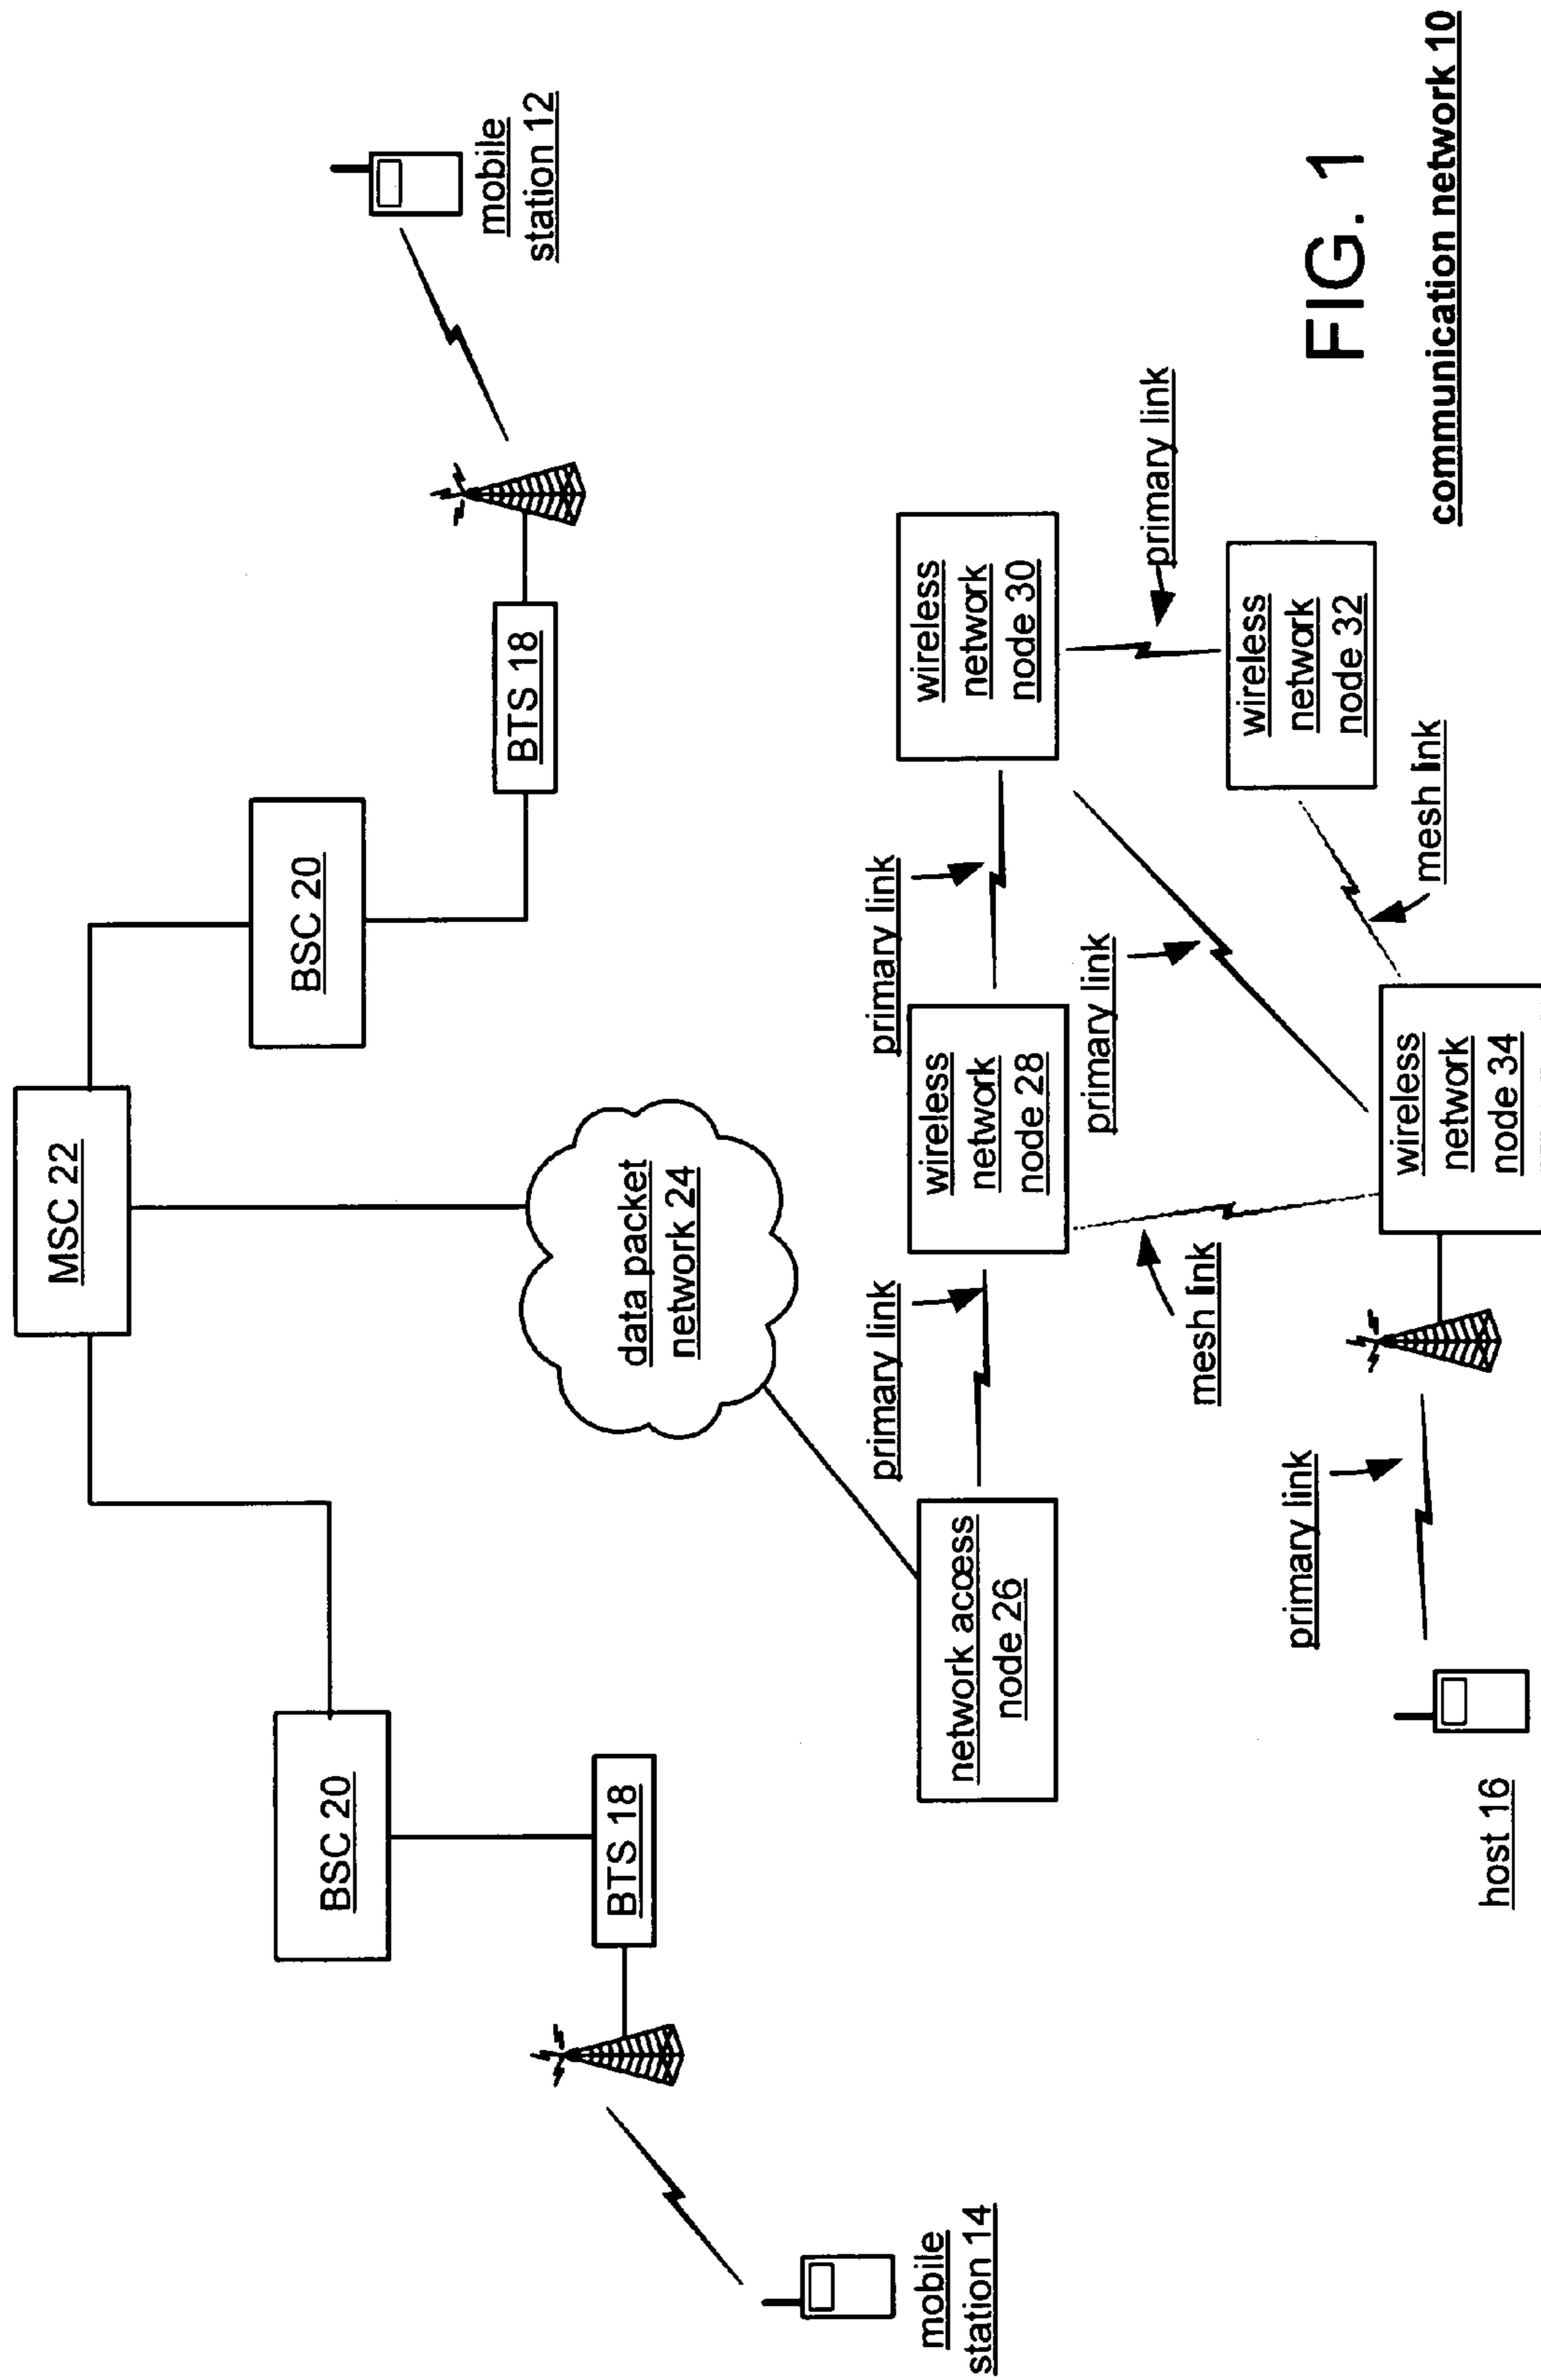 MSC 22
BSC 20
BSC 20
BTS 18
BTS 18
mobile
station 12
mobile
station 14
data packet
network 24
primary link
primary link
network access
node 26
wireless
network
node 28
wireless
network
node 30
primary link
primary link
mesh link
primary link
wireless
network
node 32
mesh link
wireless
network
node 34
host 16
FIG. 1
communication network 10